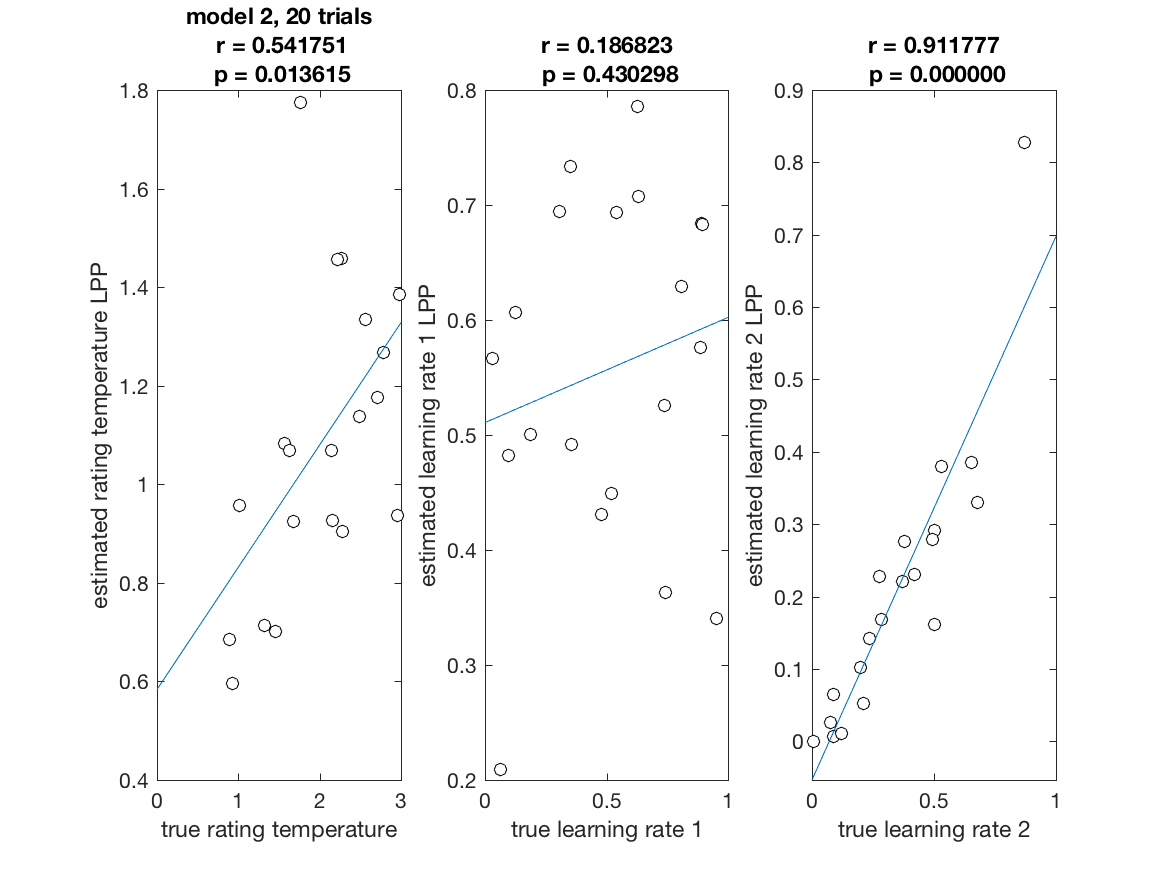 model 2, 20 trials
r = 0.541751
p = 0.013615
r = 0.186823
p = 0.430298
r = 0.911777
p = 0.000000
estimated rating temperature LPP
1.8
1.6
1.4
1.2
1
0.8
0.6
0.4
0
1
2
3
true rating temperature
estimated learning rate 1 LPP
0.8
0.7
0.6
0.5
0.4
0.3
0.2
0
0.5
1
true learning rate 1
estimated learning rate 2 LPP
0.9
0.8
0.7
0.6
0.5
0.4
0.3
0.2
0.1
0
0
0.5
1
true learning rate 2